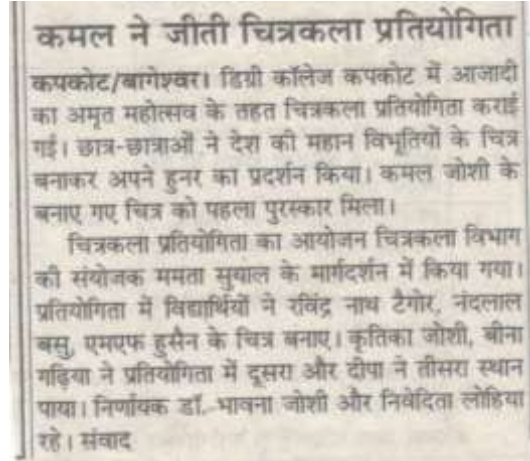 कमल ने जीती चित्रकला प्रतियोगिता
कपकोट/बागेश्वर। डिग्री कॉलेज कपकोट में आजादी
का अमृत महोत्सव के तहत चित्रकला प्रतियोगिता कराई
गई। छात्र-छात्राओं ने देश की महान विभूतियों के चित्र
बनाकर अपने हुनर का प्रदर्शन किया। कमल जोशी के
बनाए गए चित्र को पहला पुरस्कार मिला।
चित्रकला प्रतियोगिता का आयोजन चित्रकला विभाग
की संयोजक ममता सुयाल के मार्गदर्शन में किया गया।
प्रतियोगिता में विद्यार्थियों ने रविंद्र नाथ टैगोर, नंदलाल
बसु, एमएफ हुसैन के चित्र बनाए। कृतिका जोशी, बीना
गढ़िया ने प्रतियोगिता में दूसरा और दीपा ने तीसरा स्थान
पाया। निर्णायक डॉ. भावना जोशी और निवेदिता लोहिया
रहे। संवाद